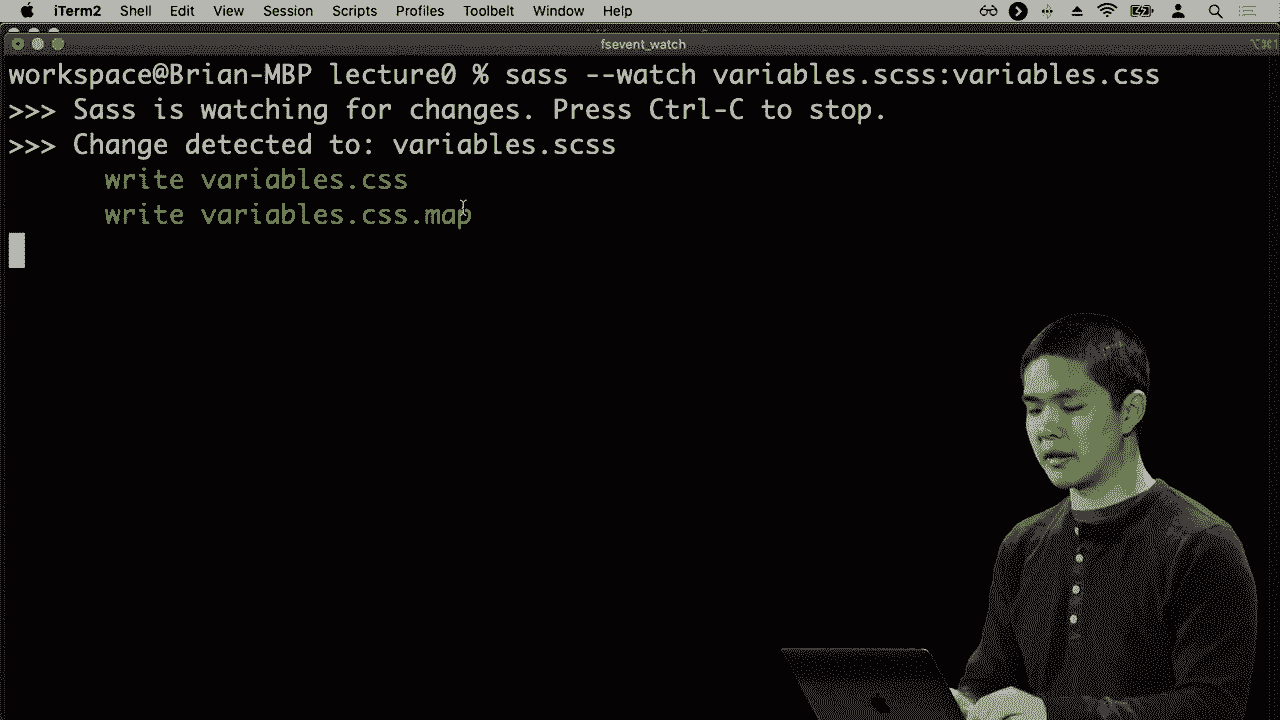 iTerm2 Shell Edit View Session Scripts Profiles Toolbelt Window Help
fsevent_watch
workspace@Brian-MBP lecture0 % sass --watch variables.scss:variables.css
>>> Sass is watching for changes. Press Ctrl-C to stop.
>>> Change detected to: variables.scss
write variables.css
write variables.css.map